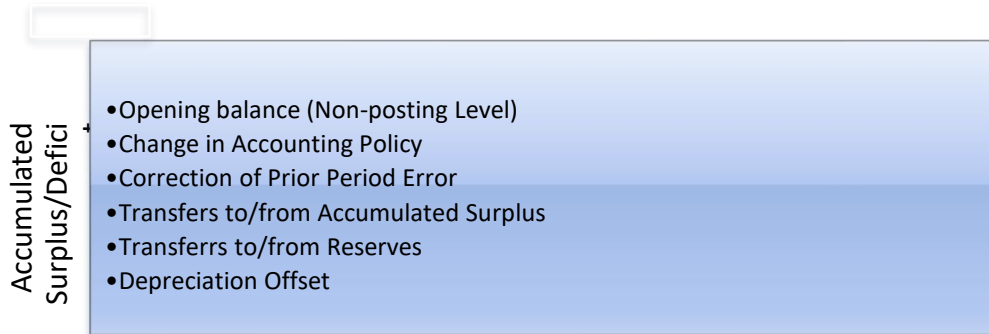 Accumulated
Surplus/Defici
•Opening balance (Non-posting Level)
•Change in Accounting Policy
•Correction of Prior Period Error
•Transfers to/from Accumulated Surplus
•Transferrs to/from Reserves
•Depreciation Offset